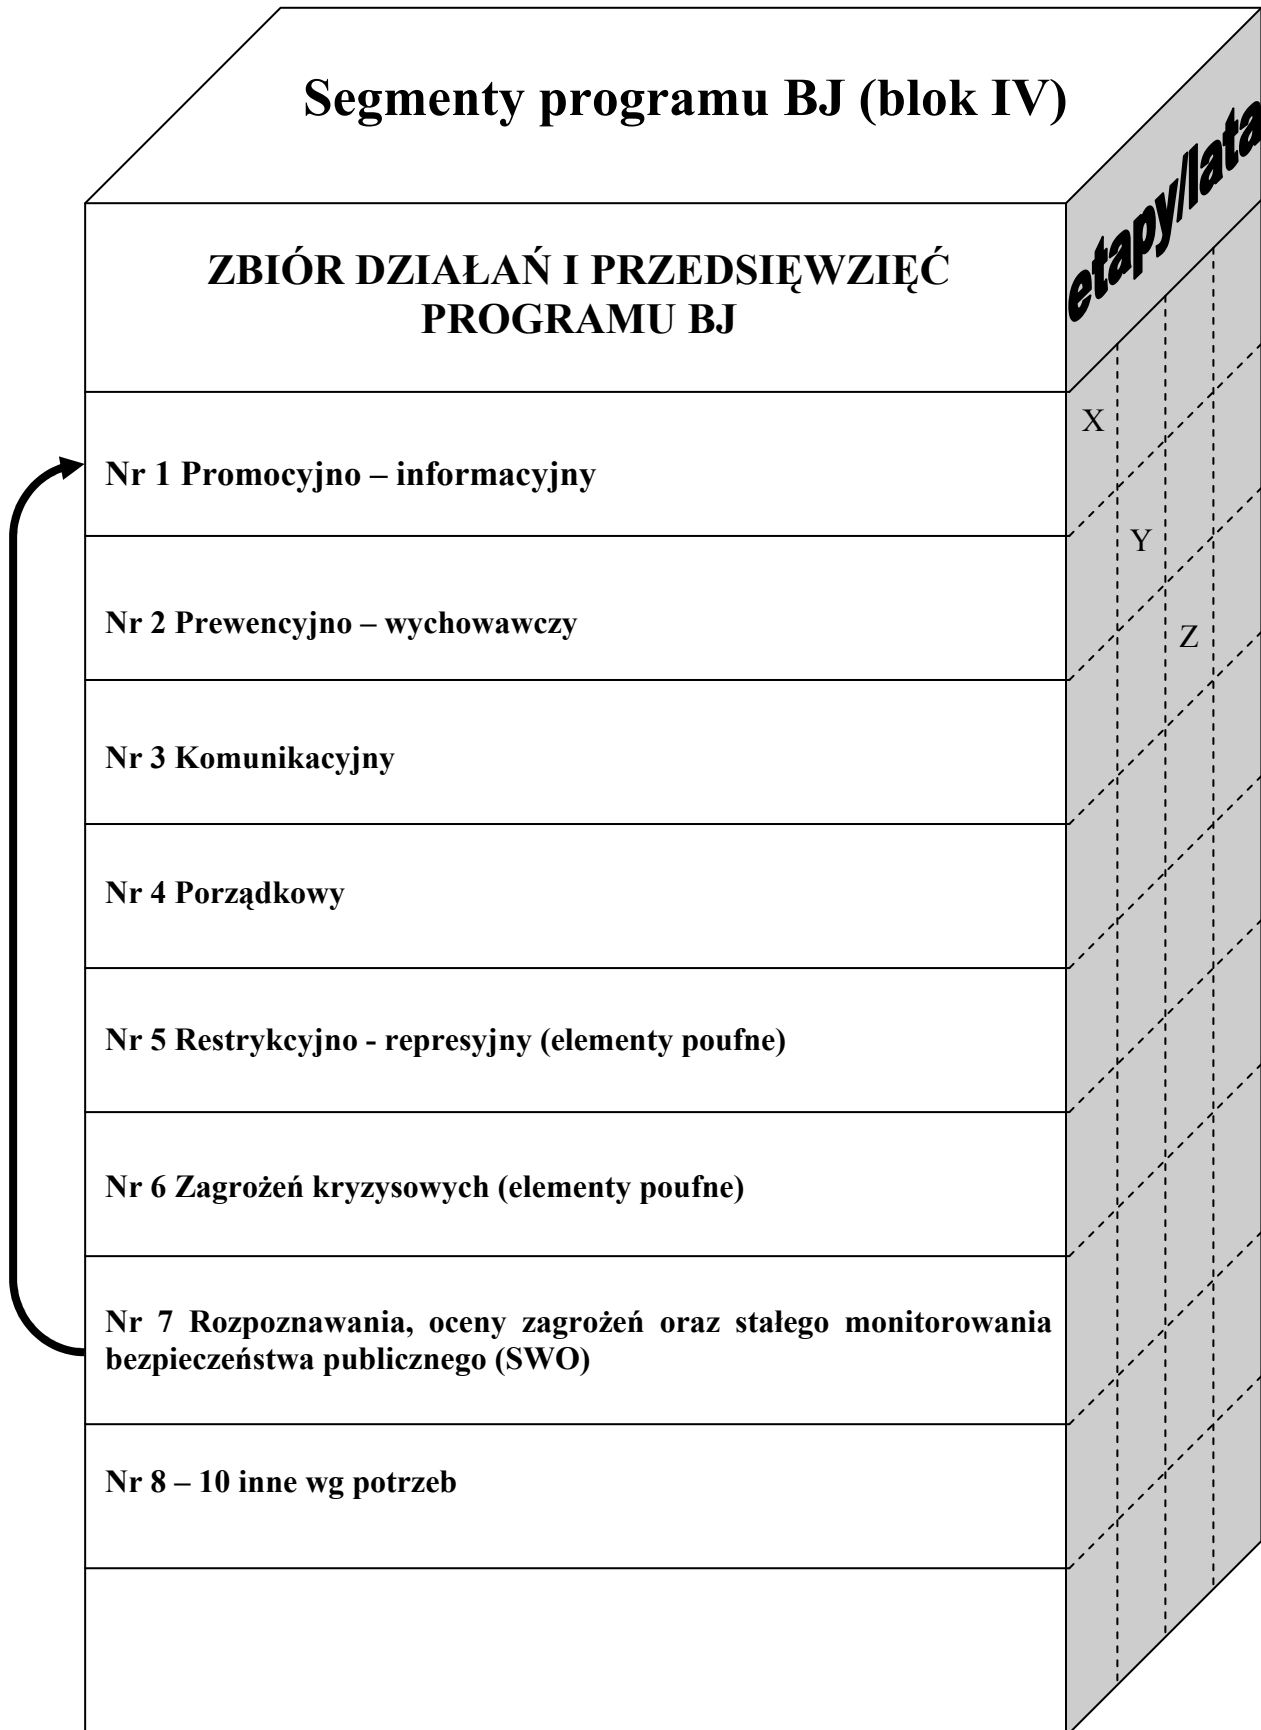 Segmenty programu BJ (blok IV)
etapy/lata
ZBIÓR DZIAŁAŃ I PRZEDSIĘWZIĘĆ
PROGRAMU BJ
X
Nr 1 Promocyjno – informacyjny
Y
Nr 2 Prewencyjno – wychowawczy
Z
Nr 3 Komunikacyjny
Nr 4 Porządkowy
Nr 5 Restrykcyjno - represyjny (elementy poufne)
Nr 6 Zagrożeń kryzysowych (elementy poufne)
Nr 7 Rozpoznawania, oceny zagrożeń oraz stałego monitorowania
bezpieczeństwa publicznego (SWO)
Nr 8 – 10 inne wg potrzeb